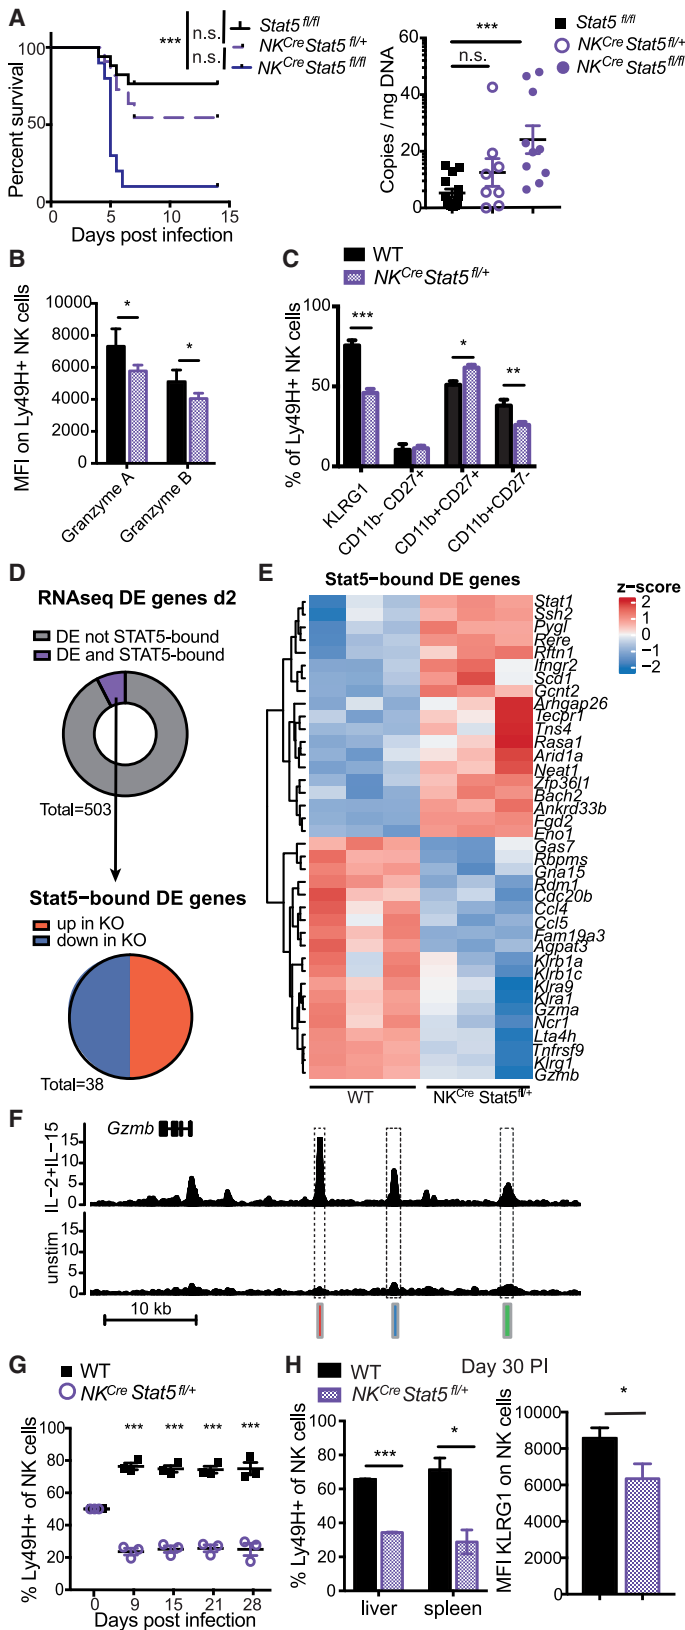 A
***
n.s.
n.s.
Stat5 fl/fl
NKCre Stat5 fl/+
NKCre Stat5 fl/fl
Percent survival
100
50
0
0 5 10 15
Days post infection
Stat5 fl/fl
NKCre Stat5 fl/+
NKCre Stat5 fl/fl
Copies / mg DNA
60
40
20
0
***
n.s.
B
MFI on Ly49H+ NK cells
10000
8000
6000
4000
2000
0
*
*
Granzyme A
Granzyme B
C
WT
NKCre Stat5 fl/+
% of Ly49H+ NK cells
100
50
0
***
*
**
KLRG1
CD11b- CD27+
CD11b+CD27+
CD11b+CD27-
D
RNAseq DE genes d2
DE not STAT5-bound
DE and STAT5-bound
Total=503
Stat5-bound DE genes
up in KO
down in KO
Total=38
E
Stat5-bound DE genes
z-score
2
1
0
−1
−2
Stat1
Ssh2
Pygl
Rere
Rftn1
Ifngr2
Scd1
Gcnt2
Arhgap26
Tecpr1
Tns4
Rasa1
Arid1a
Neat1
Zfp36l1
Bach2
Ankrd33b
Fgd2
Eno1
Gas7
Rbpms
Gna15
Rdm1
Cdc20b
Ccl4
Ccl5
Fam19a3
Agpat3
Klrb1a
Klrb1c
Klra9
Klra1
Gzma
Ncr1
Lta4h
Tnfrsf9
Klrg1
Gzmb
WT
NKCre Stat5fl/+
F
Gzmb
IL-2+IL-15
15
10
5
0
unstim
15
10
5
0
10 kb
G
WT
NKCre Stat5 fl/+
% Ly49H+ of NK cells
100
80
60
40
20
0
*** *** *** ***
0 9 15 21 28
Days post infection
H
WT
NKCre Stat5 fl/+
Day 30 PI
% Ly49H+ of NK cells
100
80
60
40
20
0
***
*
liver spleen
MFI KLRG1 on NK cells
10000
8000
6000
4000
2000
0
*